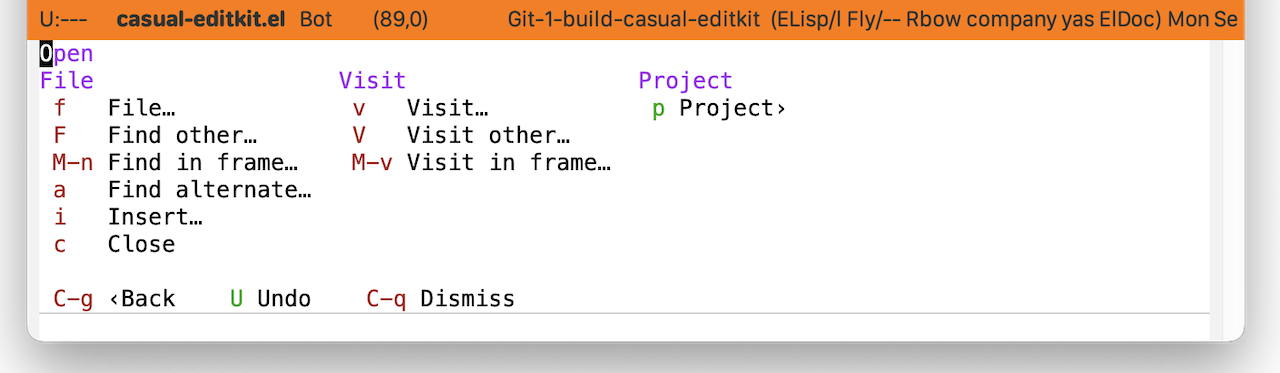 U:--- casual-editkit.el Bot (89,0) Git-1-build-casual-editkit (ELisp/l Fly/-- Rbow company yas ElDoc) Mon Se
Open
File Visit Project
f File… v Visit… p Project›
F Find other… V Visit other…
M-n Find in frame… M-v Visit in frame…
a Find alternate…
i Insert…
c Close
C-g ‹Back U Undo C-q Dismiss